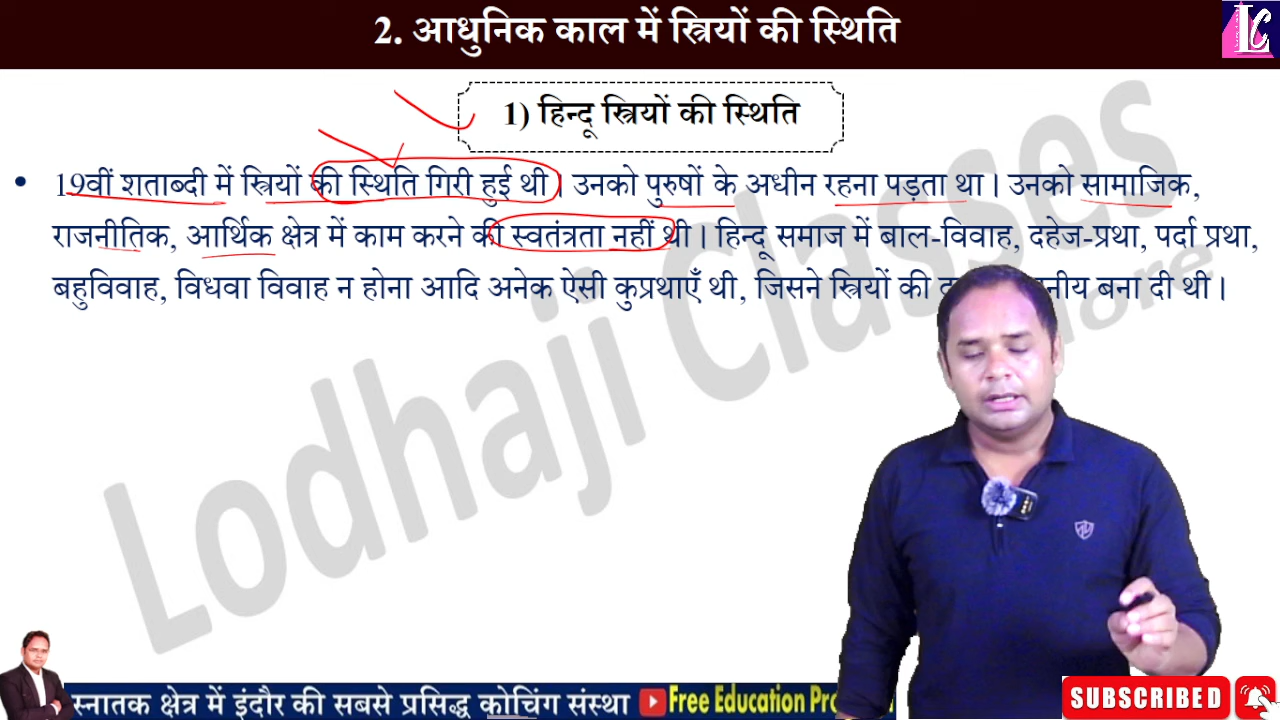 2. आधुनिक काल में स्त्रियों की स्थिति
LC
1) हिन्दू स्त्रियों की स्थिति
• 19वीं शताब्दी में स्त्रियों की स्थिति गिरी हुई थी। उनको पुरुषों के अधीन रहना पड़ता था। उनको सामाजिक,
राजनीतिक, आर्थिक क्षेत्र में काम करने की स्वतंत्रता नहीं थी। हिन्दू समाज में बाल-विवाह, दहेज-प्रथा, पर्दा प्रथा,
बहुविवाह, विधवा विवाह न होना आदि अनेक ऐसी कुप्रथाएँ थी, जिसने स्त्रियों की बना दी थी।
Lodhaji Classes
स्नातक क्षेत्र में इंदौर की सबसे प्रसिद्ध कोचिंग संस्था Free Education
SUBSCRIBED